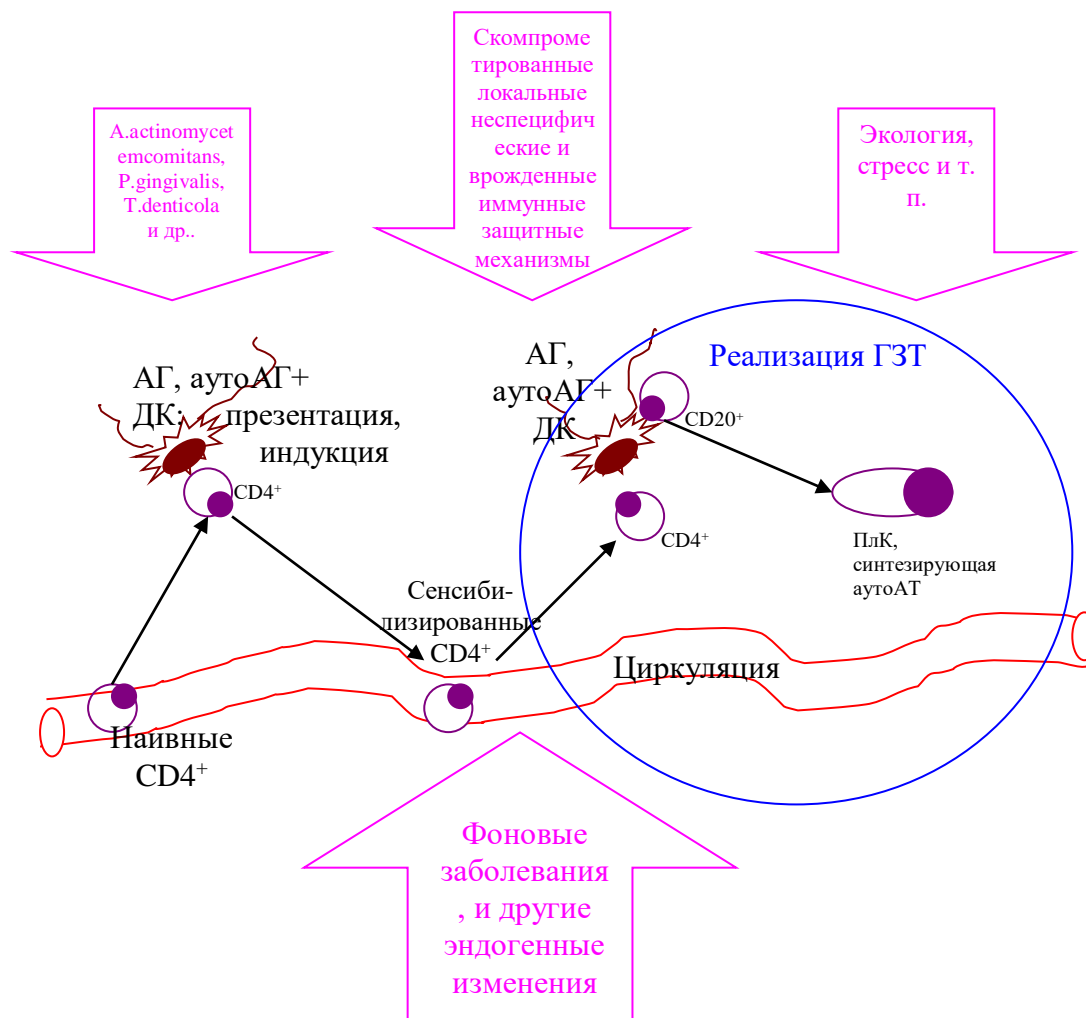 A.actinomycet
emcomitans,
P.gingivalis,
T.denticola
и др..
Скомпроме
тированные
локальные
неспецифич
еские и
врожденные
иммунные
защитные
механизмы
Экология,
стресс и т.
п.
АГ, аутоАГ+
ДК: презентация,
индукция
CD4+
АГ,
аутоАГ+
ДК
CD20+
CD4+
Реализация ГЗТ
ПлК,
синтезирующая
аутоАТ
Сенсиби-
лизированные
CD4+
Циркуляция
Наивные
CD4+
Фоновые
заболевания
, и другие
эндогенные
изменения